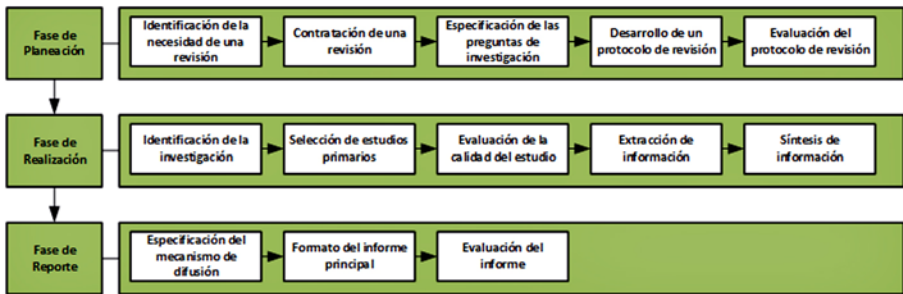 Fase de
Planeación
Identificación de la
necesidad de una
revisión
Contratación de una
revisión
Especificación de las
preguntas de
investigación
Desarrollo de un
protocolo de revisión
Evaluación del
protocolo de revisión
Fase de
Realización
Identificación de la
investigación
Selección de estudios
primarios
Evaluación de la
calidad del estudio
Extracción de
información
Síntesis de
información
Fase de
Reporte
Especificación del
mecanismo de
difusión
Formato del informe
principal
Evaluación del
informe